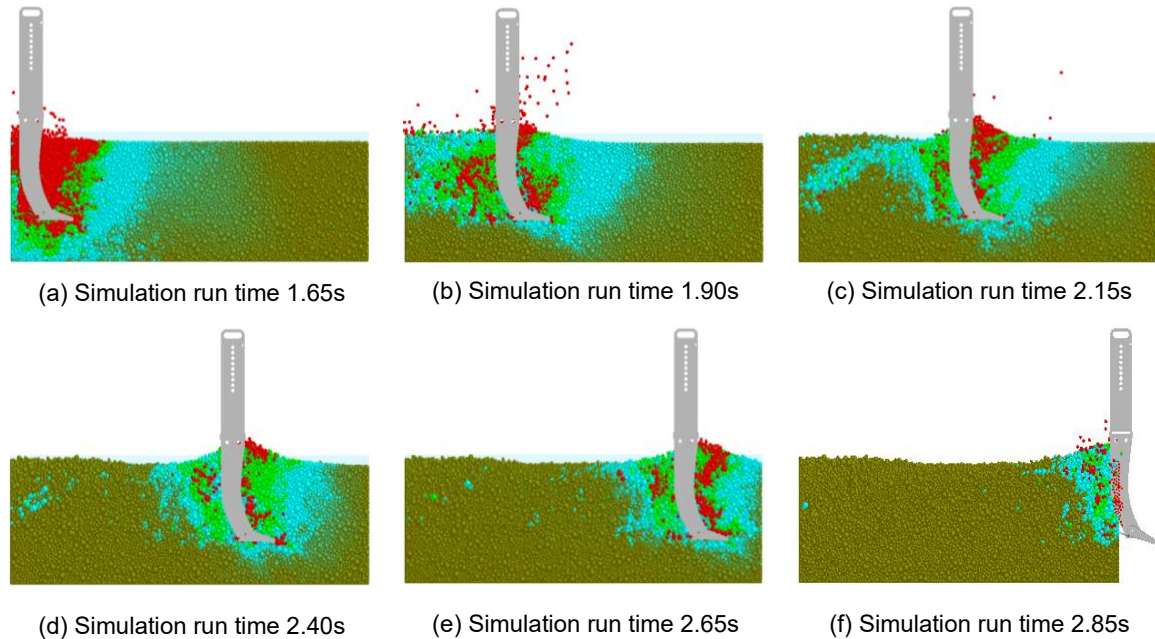 (a) Simulation run time 1.65s
(b) Simulation run time 1.90s
(c) Simulation run time 2.15s
(d) Simulation run time 2.40s
(e) Simulation run time 2.65s
(f) Simulation run time 2.85s